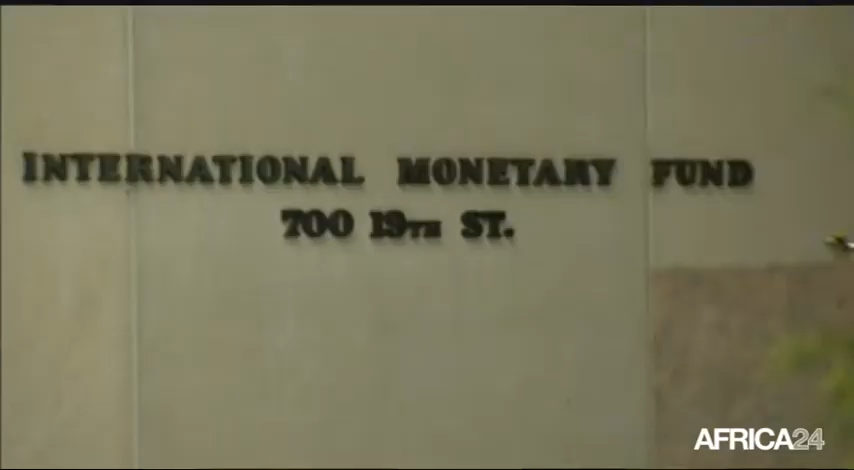 INTERNATIONAL MONETARY FUND
700 19TH ST.
AFRICA24